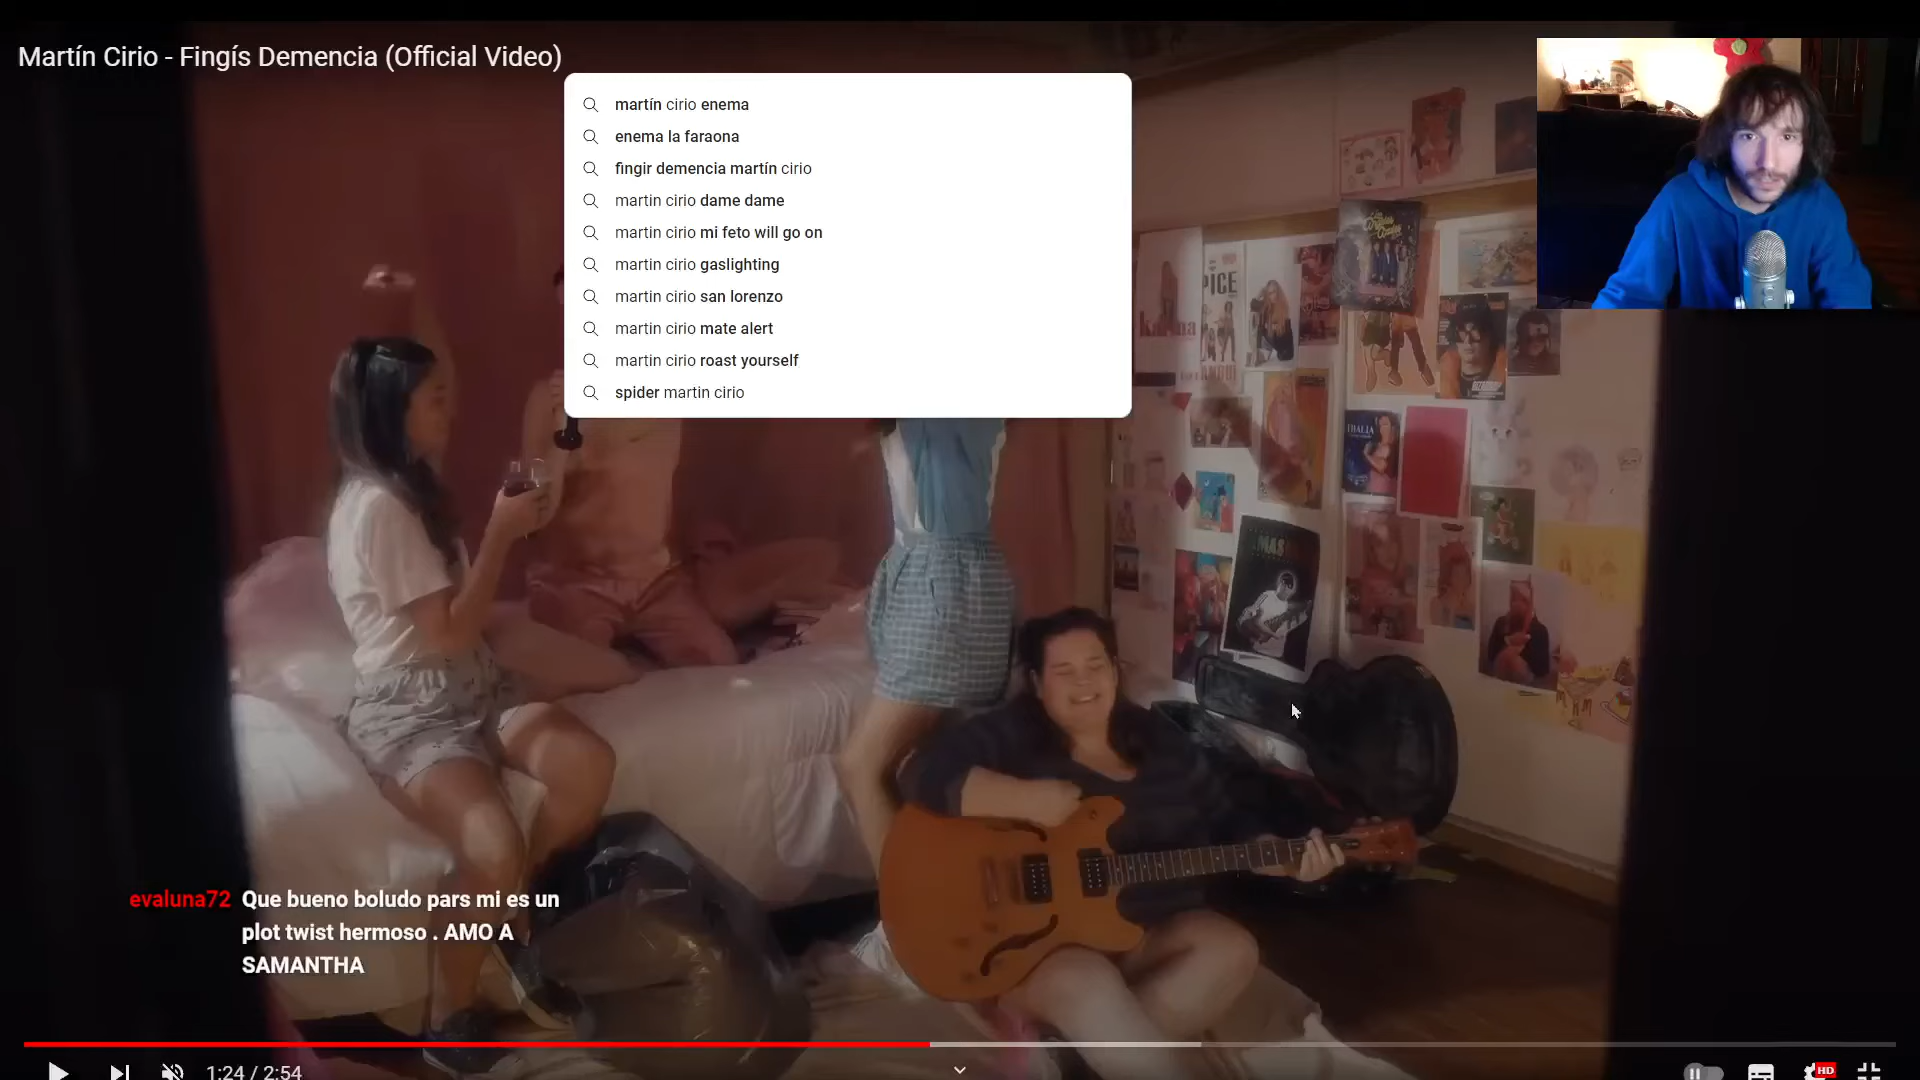 Martín Cirio - Fingís Demencia (Official Video)
martín cirio enema
enema la faraona
fingir demencia martín cirio
martin cirio dame dame
martin cirio mi feto will go on
martin cirio gaslighting
martin cirio san lorenzo
martin cirio mate alert
martin cirio roast yourself
spider martin cirio
THALIA
evaluna72 Que bueno boludo pars mi es un
plot twist hermoso . AMO A
SAMANTHA
1:24 / 2:54
HD